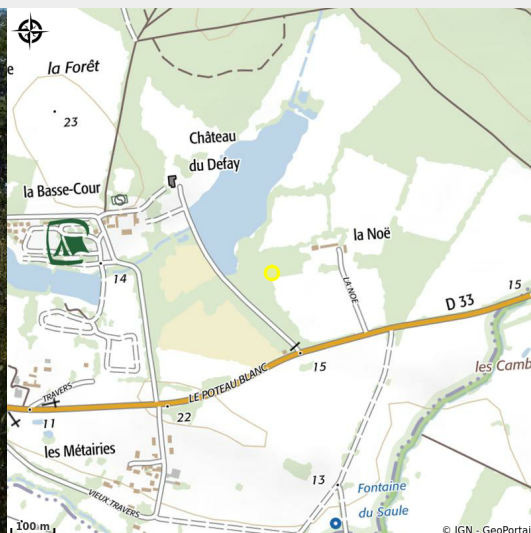 la Forêt
23
Château
du Defay
la Basse-Cour
la Noë
14
LA NOE
D 33
15
15
les Camb
LE POTEAU BLANC
TRAVERS
22
11
les Métairies
13
Fontaine
du Saule
VIEUX TRAVERS
100 m
© IGN - GeoPortai